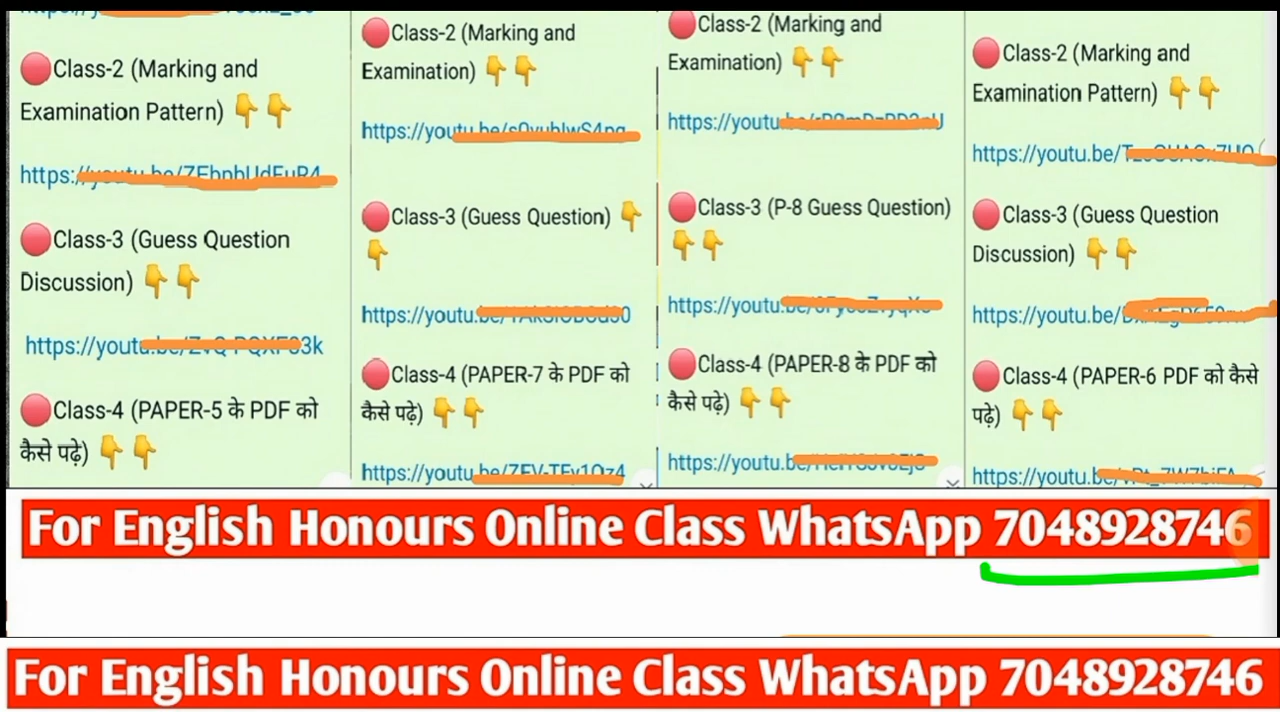 Class-2 (Marking and
Examination Pattern) 👇👇
https:/
Class-3 (Guess Question
Discussion) 👇👇
https://youtu
3k
Class-4 (PAPER-5 के PDF को
कैसे पढ़े) 👇👇
Class-2 (Marking and
Examination) 👇👇
https://youtu.be/
Class-3 (Guess Question) 👇
👇
https://youtu.
Class-4 (PAPER-7 के PDF को
कैसे पढ़े) 👇👇
https://youtu.be/
Class-2 (Marking and
Examination) 👇👇
https://youtu.be/
Class-3 (P-8 Guess Question)
👇👇
https://youtu.
Class-4 (PAPER-8 के PDF को
कैसे पढ़े) 👇👇
https://youtu.be/
Class-2 (Marking and
Examination Pattern) 👇👇
https://youtu.be/
Class-3 (Guess Question
Discussion) 👇👇
https://youtu.be/
Class-4 (PAPER-6 PDF को कैसे
पढ़े) 👇👇
https://youtu.be/
For English Honours Online Class WhatsApp 7048928746
For English Honours Online Class WhatsApp 7048928746